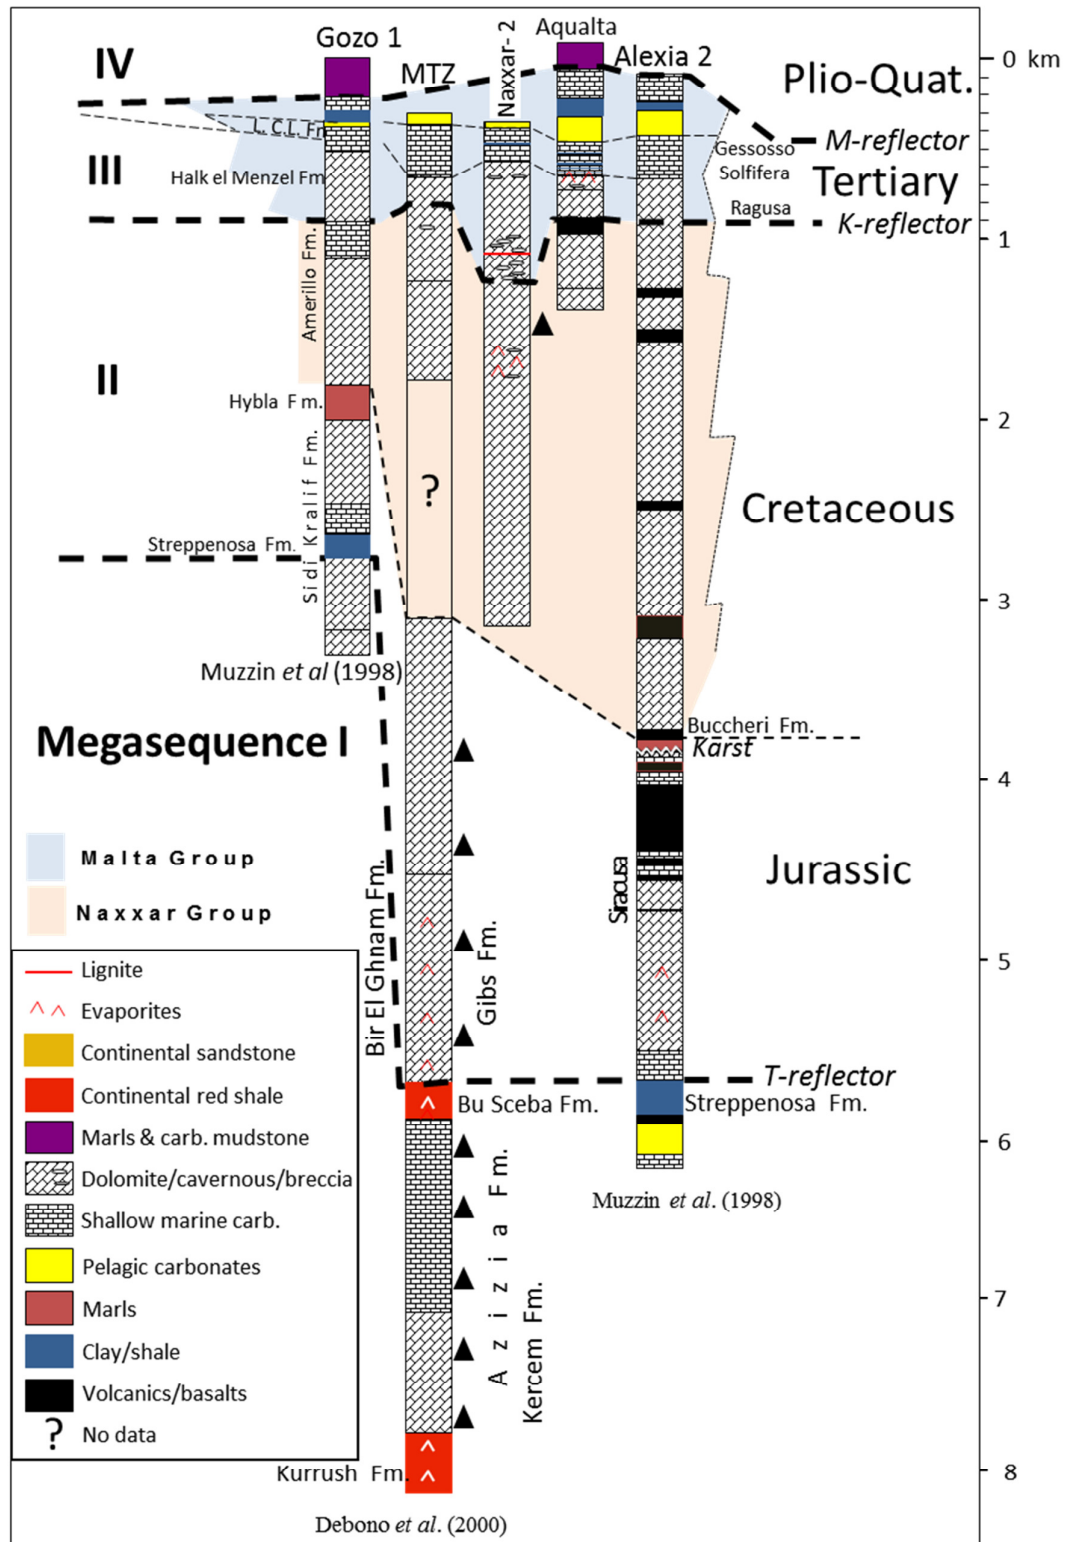 Gozo 1
MTZ
Naxxar- 2
Aqualta
Alexia 2
0 km
IV
Plio-Quat.
M-reflector
L. C.L. Fm
Gessosso
Solfifera
III
Halk el Menzel Fm
Tertiary
Ragusa
K-reflector
1
Amerillo Fm.
II
Hybla Fm.
2
Sidi Kralif Fm.
?
Cretaceous
Streppenosa Fm.
3
Muzzin et al (1998)
Megasequence I
Buccheri Fm.
Karst
4
Malta Group
Naxxar Group
Siracusa
Jurassic
Bir El Ghnam Fm.
Gibs Fm.
5
Lignite
Evaporites
Continental sandstone
Continental red shale
Marls & carb. mudstone
Dolomite/cavernous/breccia
Shallow marine carb.
Pelagic carbonates
Marls
Clay/shale
Volcanics/basalts
? No data
T-reflector
Bu Sceba Fm.
Streppenosa Fm.
6
Muzzin et al. (1998)
Azizia Fm.
Kercem Fm.
7
Kurrush Fm.
8
Debono et al. (2000)